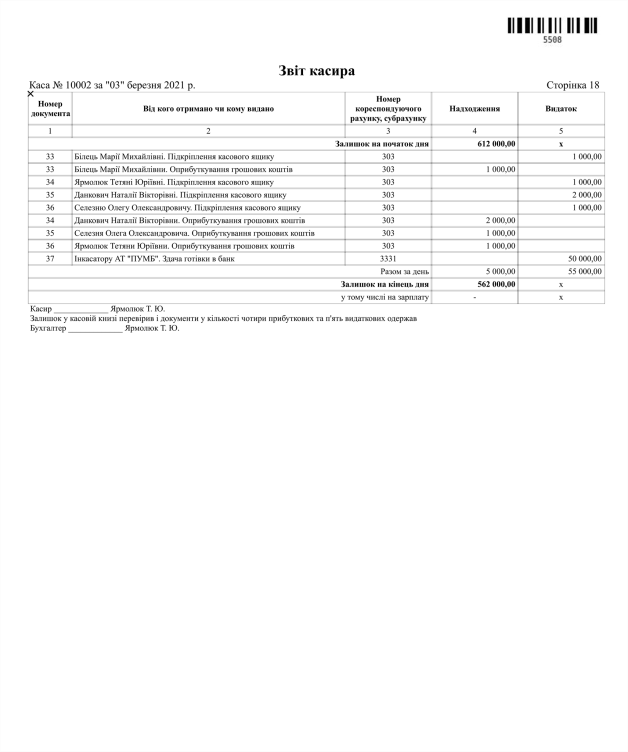 5508
Звіт касира
Каса № 10002 за "03" березня 2021 р. Сторінка 18
Номер документа Від кого отримано чи кому видано Номер кореспондуючого рахунку, субрахунку Надходження Видаток
1 2 3 4 5
Залишок на початок дня 612 000,00 x
33 Білець Марії Михайлівні. Підкріплення касового ящику 303 1 000,00
33 Білець Марії Михайлівни. Оприбуткування грошових коштів 303 1 000,00
34 Ярмолюк Тетяні Юріївні. Підкріплення касового ящику 303 1 000,00
35 Данкович Наталії Вікторівні. Підкріплення касового ящику 303 2 000,00
36 Селезню Олегу Олександровичу. Підкріплення касового ящику 303 1 000,00
34 Данкович Наталії Вікторівни. Оприбуткування грошових коштів 303 2 000,00
35 Селезня Олега Олександровича. Оприбуткування грошових коштів 303 1 000,00
36 Ярмолюк Тетяни Юріївни. Оприбуткування грошових коштів 303 1 000,00
37 Інкасатору АТ "ПУМБ". Здача готівки в банк 3331 50 000,00
Разом за день 5 000,00 55 000,00
Залишок на кінець дня 562 000,00 x
у тому числі на зарплату - x
Касир _____________ Ярмолюк Т. Ю.
Залишок у касовій книзі перевірив і документи у кількості чотири прибуткових та п'ять видаткових одержав
Бухгалтер _____________ Ярмолюк Т. Ю.